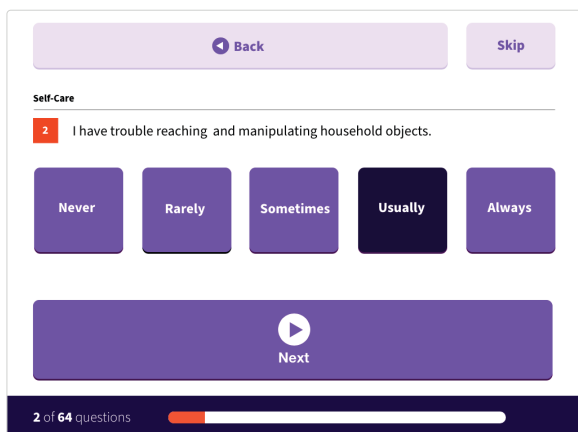 Back
Skip
Self-Care
2 I have trouble reaching and manipulating household objects.
Never Rarely Sometimes Usually Always
Next
2 of 64 questions